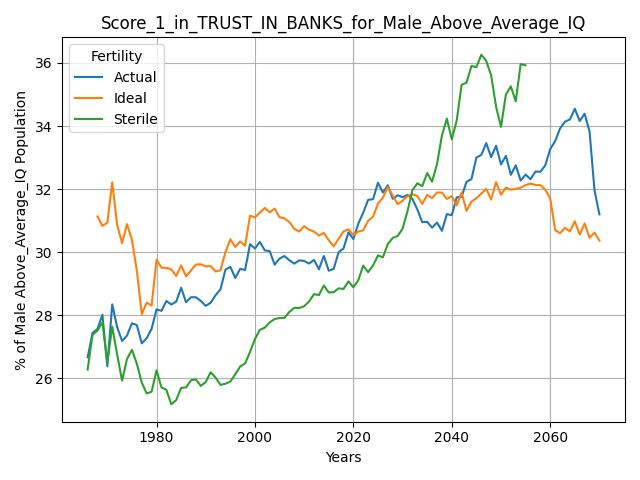 Score_1_in_TRUST_IN_BANKS_for_Male_Above_Average_IQ
Fertility
Actual
Ideal
Sterile
% of Male Above_Average_IQ Population
36
34
32
30
28
26
1980
2000
2020
2040
2060
Years